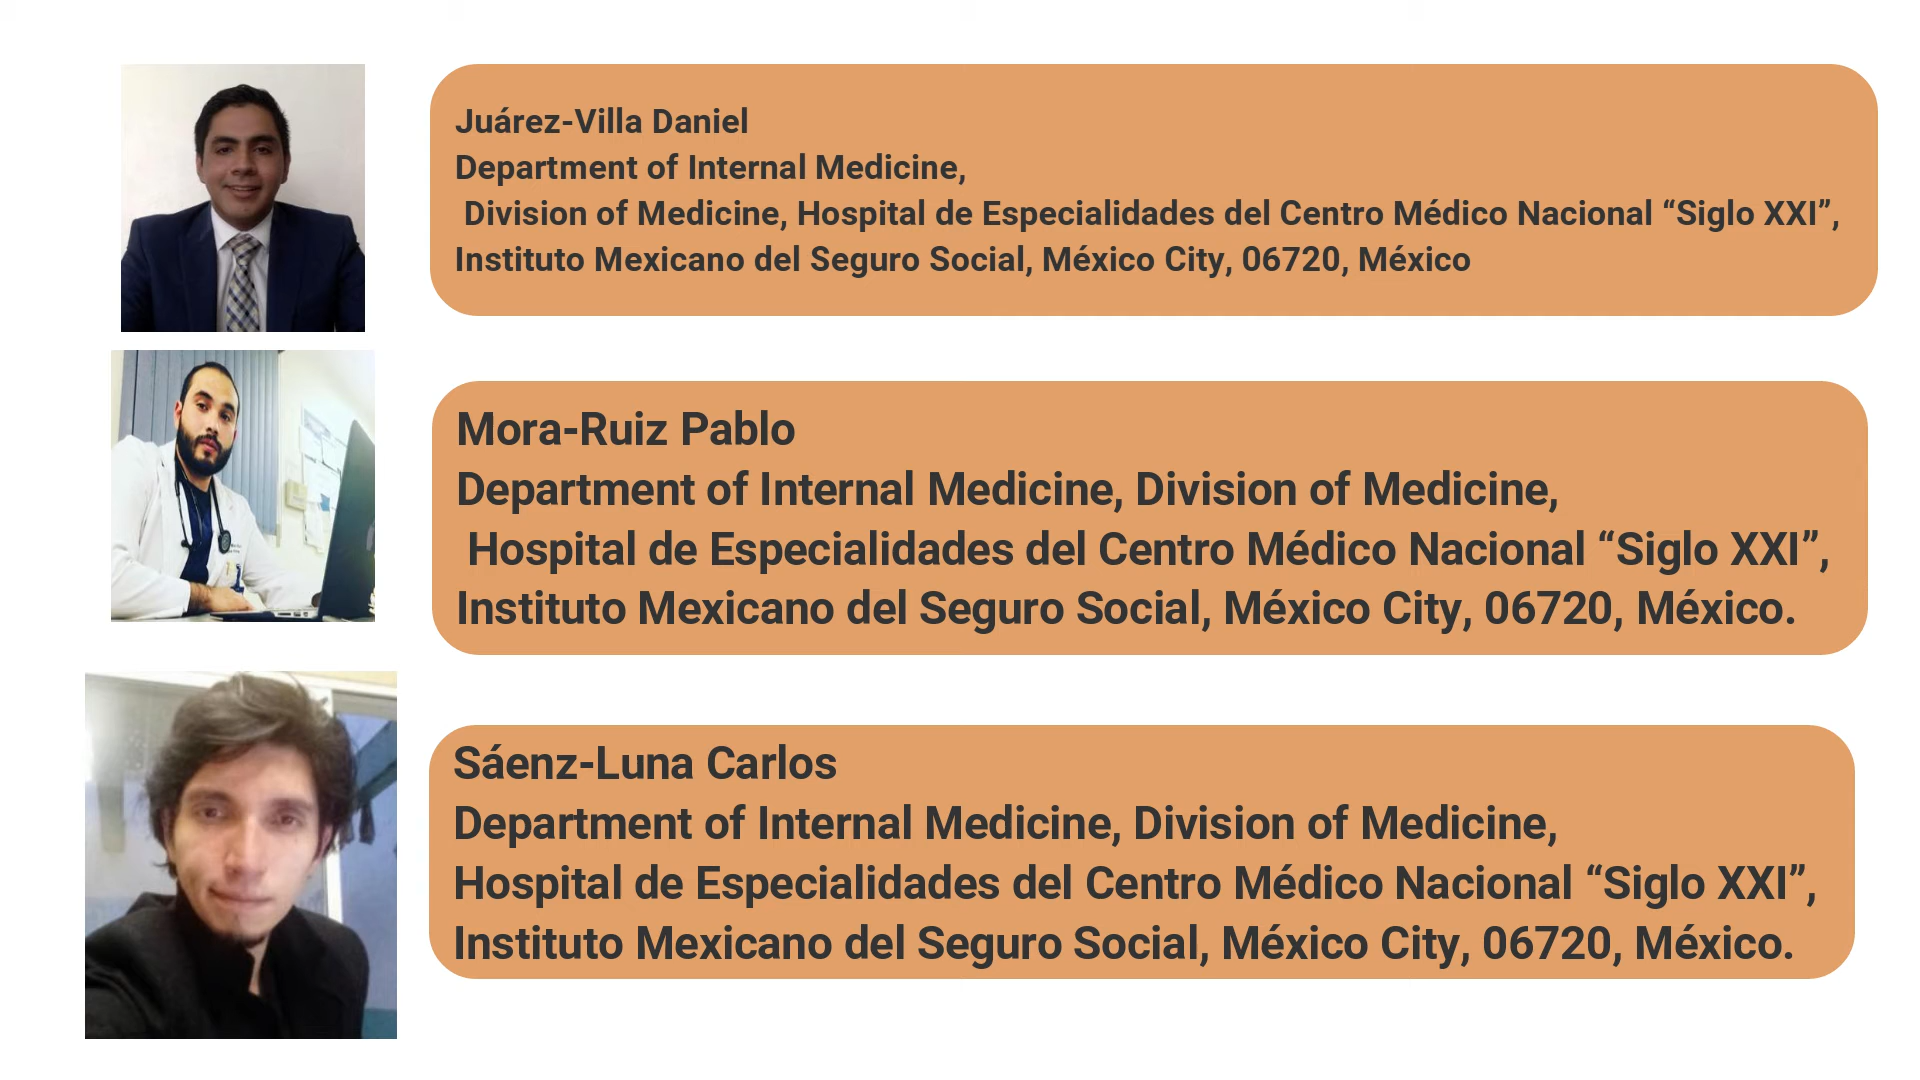 Juárez-Villa Daniel
Department of Internal Medicine,
Division of Medicine, Hospital de Especialidades del Centro Médico Nacional “Siglo XXI”,
Instituto Mexicano del Seguro Social, México City, 06720, México
Mora-Ruiz Pablo
Department of Internal Medicine, Division of Medicine,
Hospital de Especialidades del Centro Médico Nacional “Siglo XXI”,
Instituto Mexicano del Seguro Social, México City, 06720, México.
Sáenz-Luna Carlos
Department of Internal Medicine, Division of Medicine,
Hospital de Especialidades del Centro Médico Nacional “Siglo XXI”,
Instituto Mexicano del Seguro Social, México City, 06720, México.